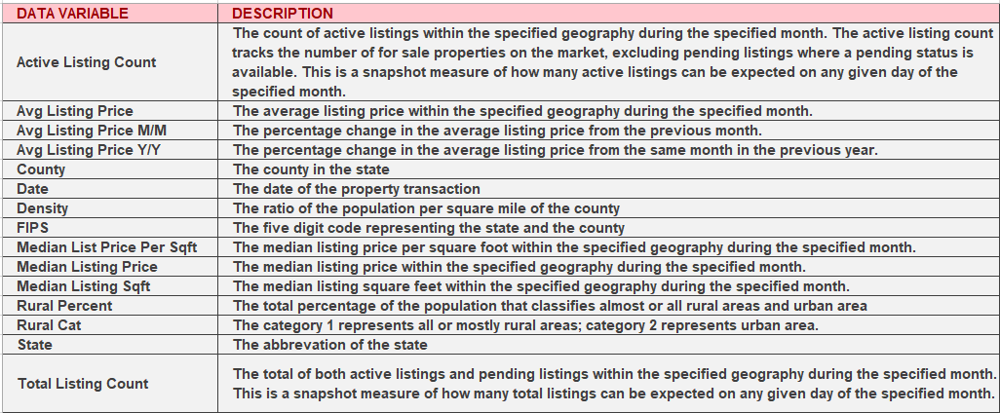 DATA VARIABLE DESCRIPTION
The count of active listings within the specified geography during the specified month. The active listing count
tracks the number of for sale properties on the market, excluding pending listings where a pending status is
Active Listing Count
available. This is a snapshot measure of how many active listings can be expected on any given day of the
specified month.
Avg Listing Price The average listing price within the specified geography during the specified month.
Avg Listing Price M/M The percentage change in the average listing price from the previous month.
Avg Listing Price Y/Y The percentage change in the average listing price from the same month in the previous year.
County The county in the state
Date The date of the property transaction
Density The ratio of the population per square mile of the county
FIPS The five digit code representing the state and the county
Median List Price Per Sqft The median listing price per square foot within the specified geography during the specified month.
Median Listing Price The median listing price within the specified geography during the specified month.
Median Listing Sqft The median listing square feet within the specified geography during the specified month.
Rural Percent The total percentage of the population that classifies almost or all rural areas and urban area
Rural Cat The category 1 represents all or mostly rural areas; category 2 represents urban area.
State The abbrevation of the state
Total Listing Count
The total of both active listings and pending listings within the specified geography during the specified month.
This is a snapshot measure of how many total listings can be expected on any given day of the specified month.